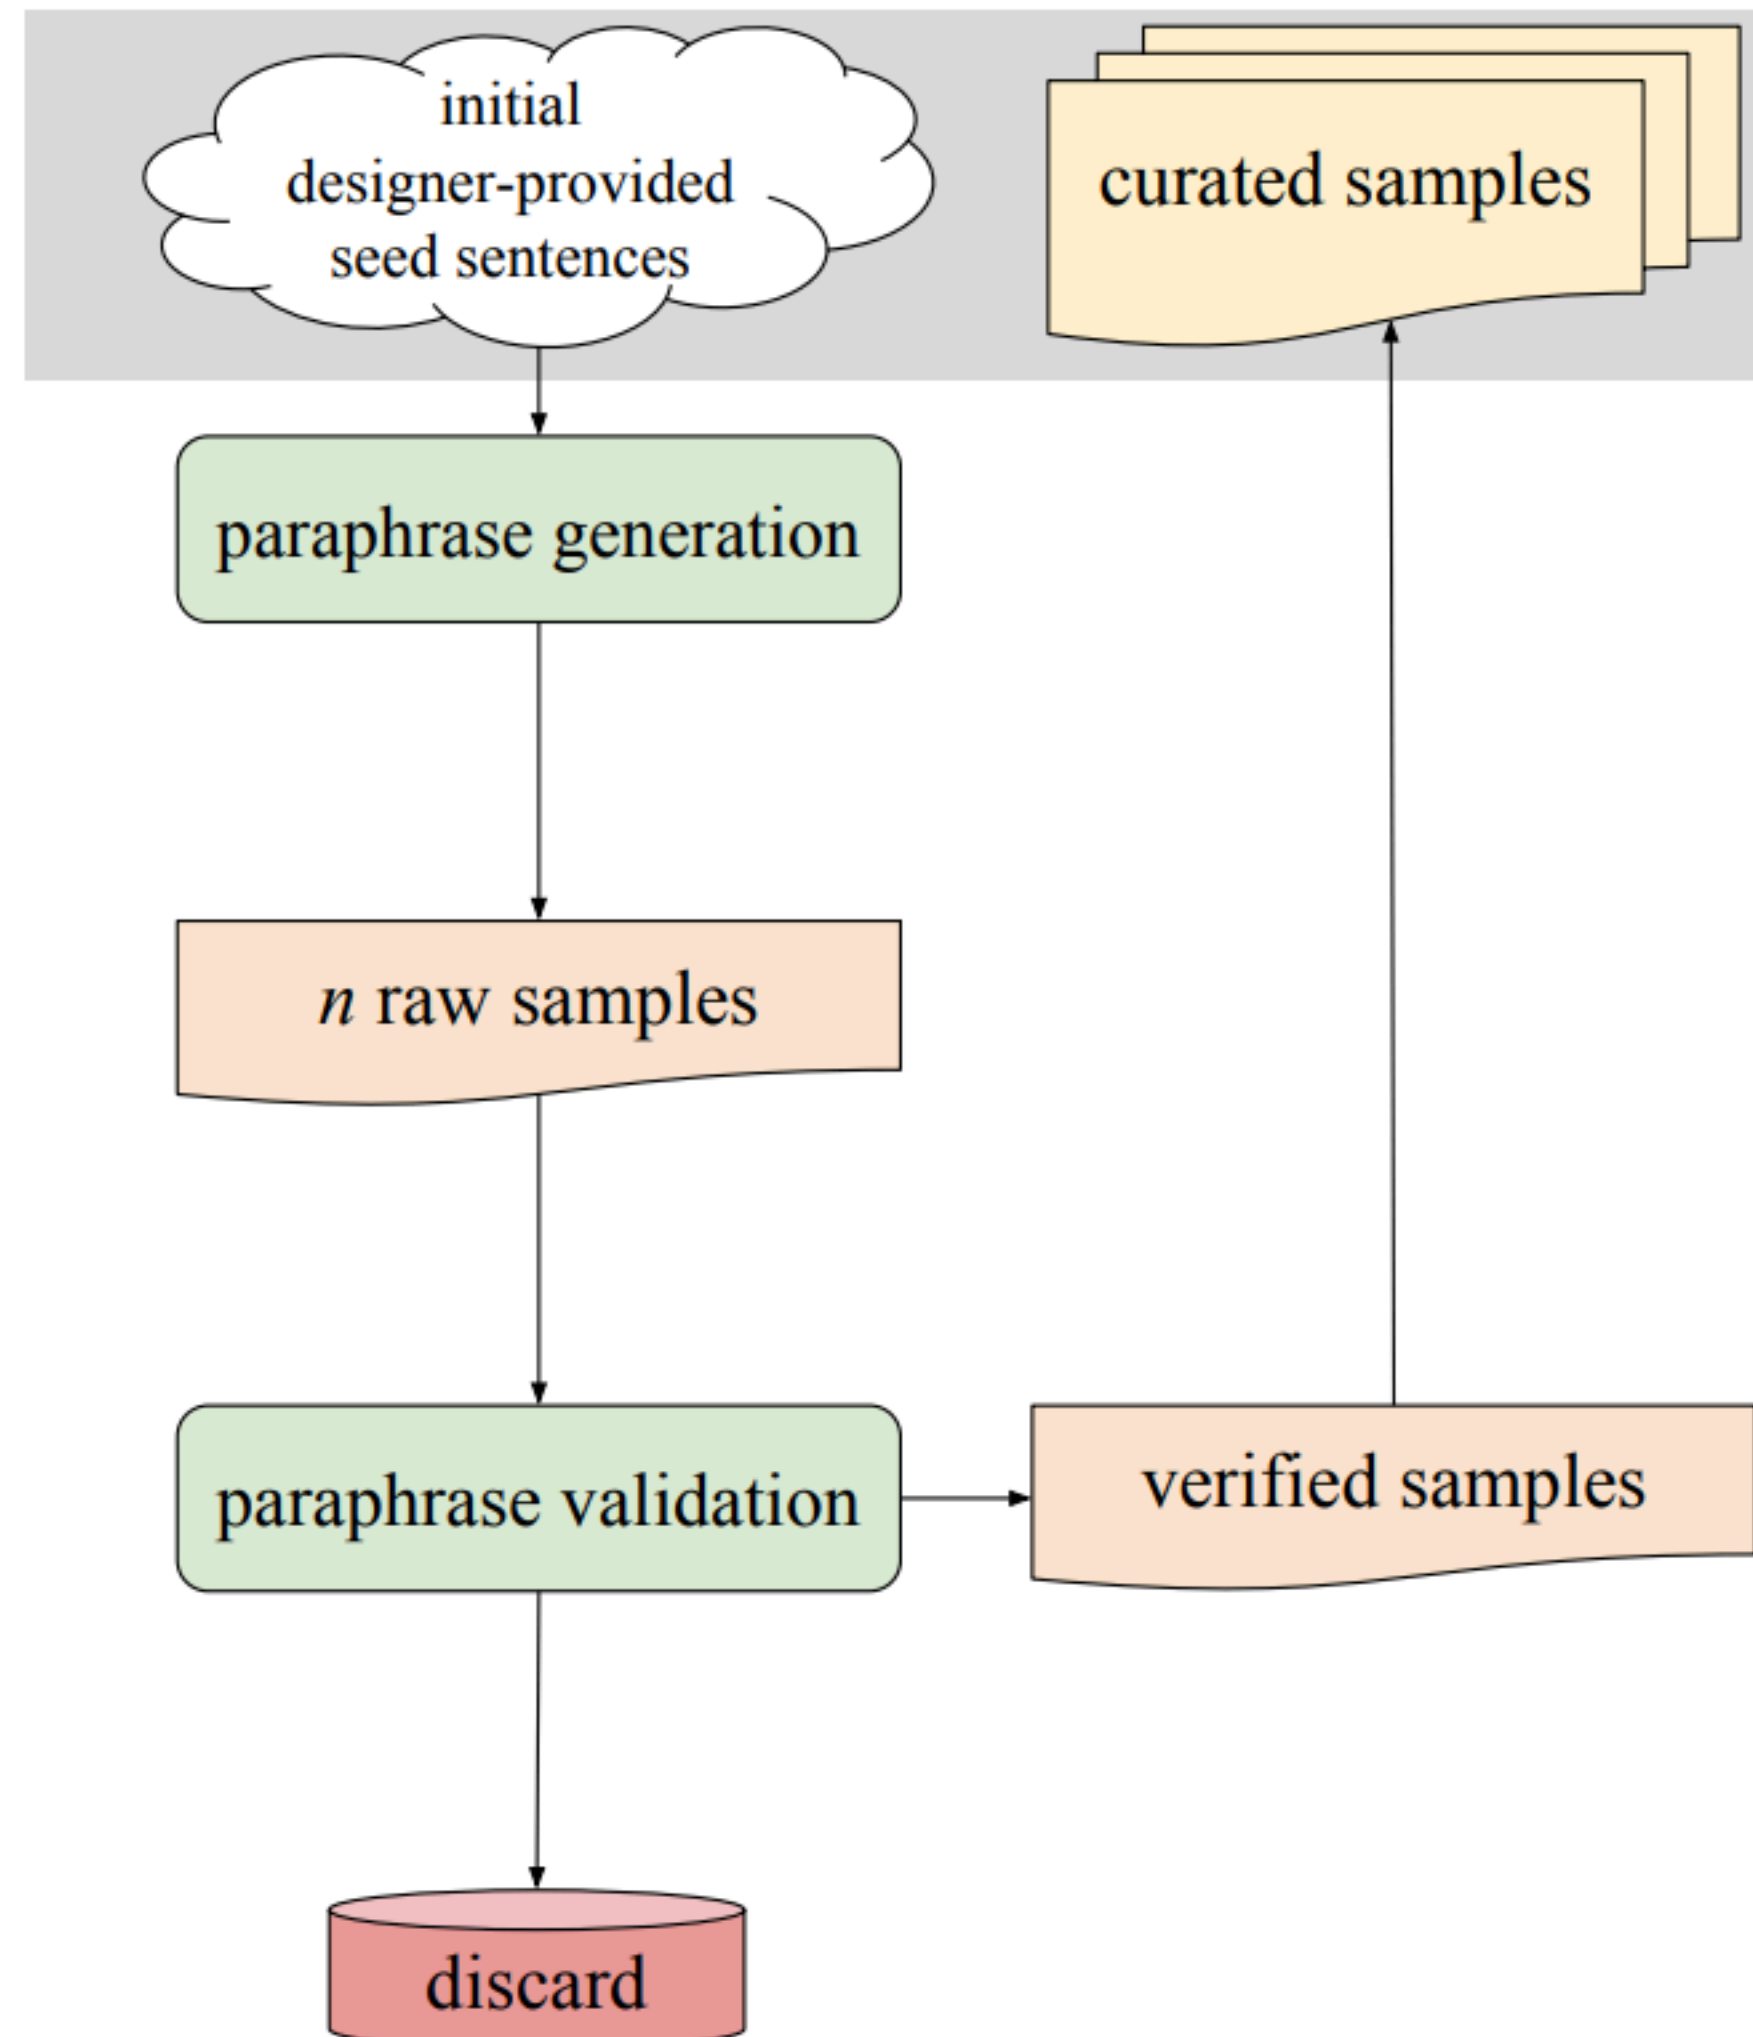 initial
designer-provided
seed sentences
curated samples
paraphrase generation
n raw samples
paraphrase validation
verified samples
discard